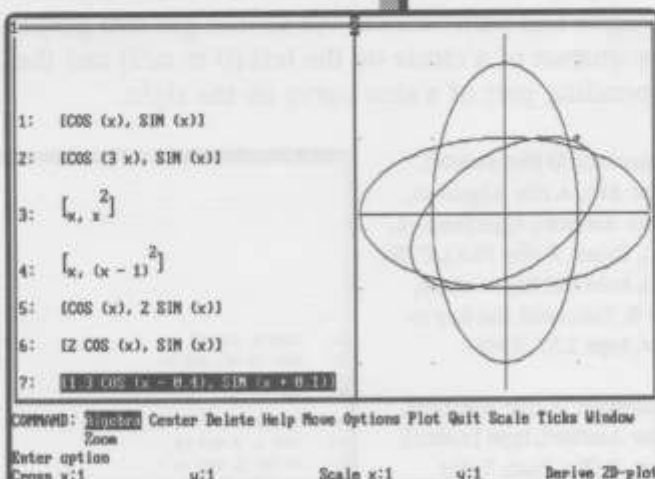 1
1: [COS (x), SIN (x)]
2: [COS (3 x), SIN (x)]
3: [x, x²]
4: [x, (x - 1)²]
5: [COS (x), 2 SIN (x)]
6: [2 COS (x), SIN (x)]
7: [1.3 COS (x - 0.4), SIN (x + 0.1)]
COMMAND: Algebra Center Delete Help Move Options Plot Quit Scale Ticks Window
Zoom
Enter option
Cross x:1 y:1 Scale x:1 y:1 Derive 2D-plot